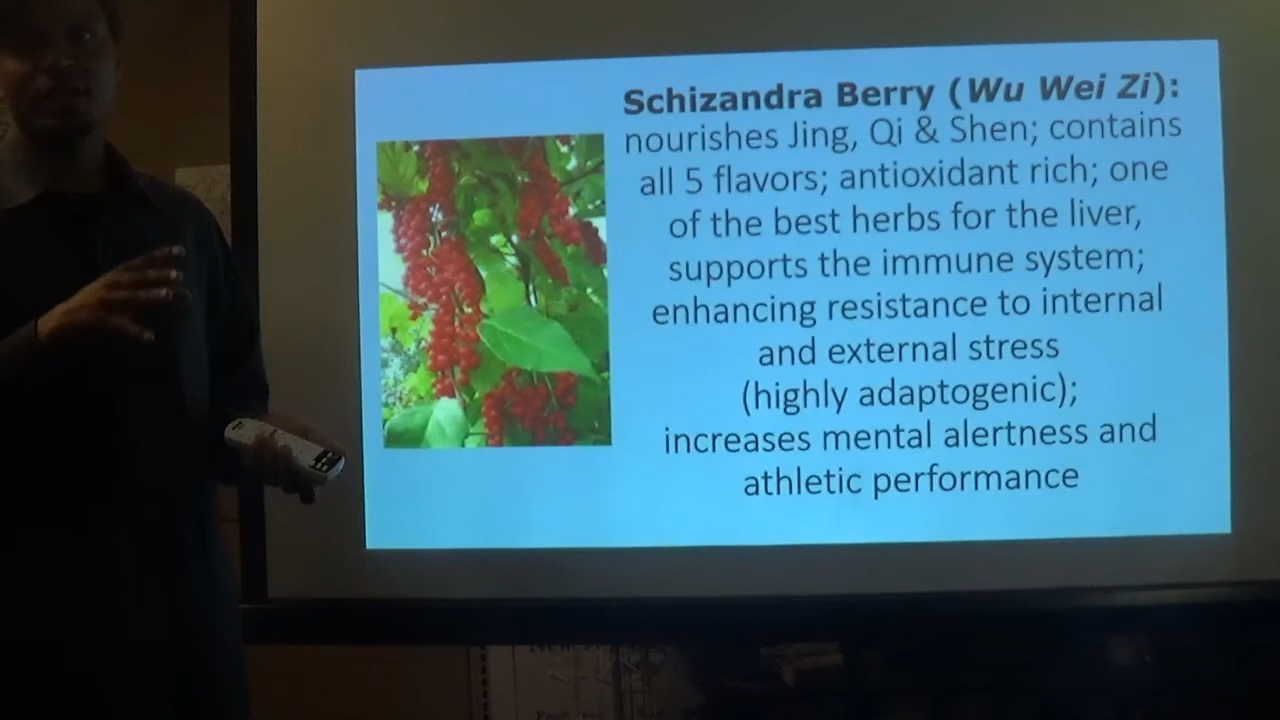 Schizandra Berry (Wu Wei Zi):
nourishes Jing, Qi & Shen; contains
all 5 flavors; antioxidant rich; one
of the best herbs for the liver,
supports the immune system;
enhancing resistance to internal
and external stress
(highly adaptogenic);
increases mental alertness and
athletic performance